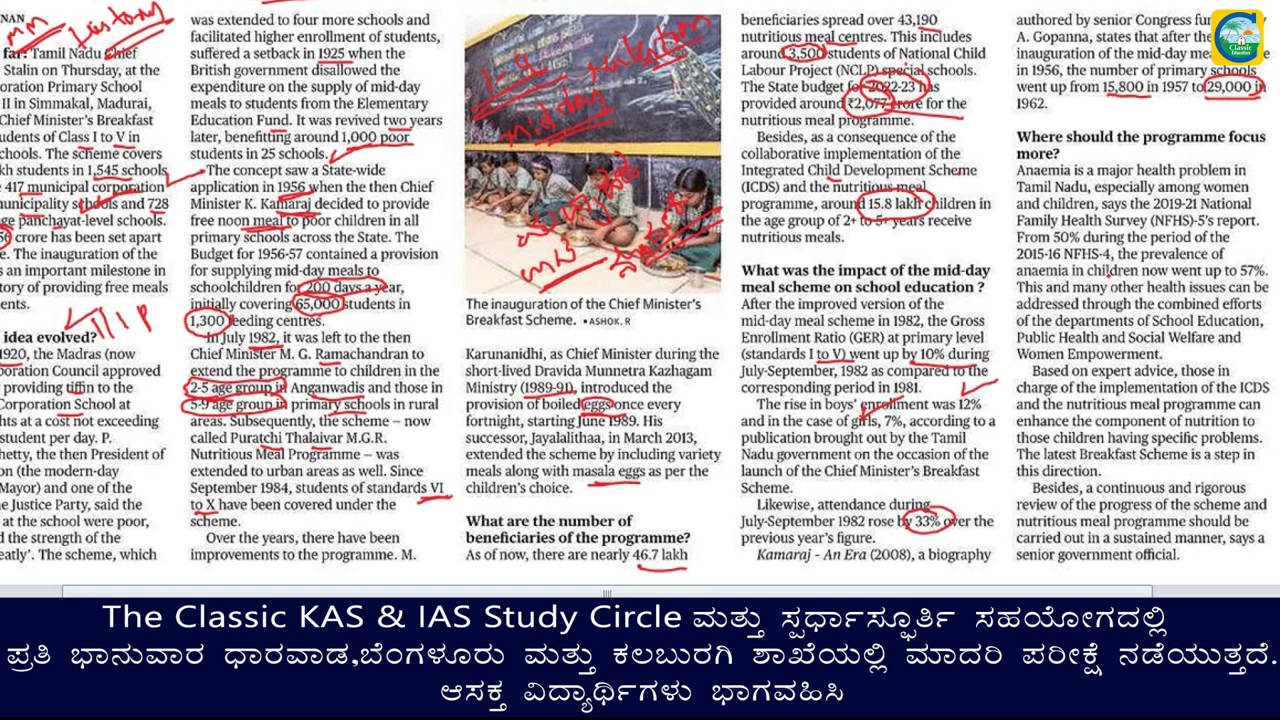 NAN
far: Tamil Nadu Chief
Stalin on Thursday, at the
oration Primary School
II in Simmakal, Madurai,
Chief Minister's Breakfast
udents of Class I to V in
chools. The scheme covers
kh students in 1,545 schools
417 municipal corporation
unicipality schools and 728
ge panchayat-level schools.
56 crore has been set apart
e. The inauguration of the
s an important milestone in
tory of providing free meals
ents.
idea evolved?
1920, the Madras (now
poration Council approved
providing tiffin to the
Corporation School at
hts at a cost not exceeding
student per day. P.
hetty, the then President of
on (the modern-day
Mayor) and one of the
e Justice Party, said the
at the school were poor,
d the strength of the
eatly'. The scheme, which
was extended to four more schools and
facilitated higher enrollment of students,
suffered a setback in 1925 when the
British government disallowed the
expenditure on the supply of mid-day
meals to students from the Elementary
Education Fund. It was revived two years
later, benefitting around 1,000 poor
students in 25 schools.
The concept saw a State-wide
application in 1956 when the then Chief
Minister K. Kamaraj decided to provide
free noon meal to poor children in all
primary schools across the State. The
Budget for 1956-57 contained a provision
for supplying mid-day meals to
schoolchildren for 200 days a year,
initially covering 65,000 students in
1,300 feeding centres.
In July 1982, it was left to the then
Chief Minister M. G. Ramachandran to
extend the programme to children in the
2-5 age group in Anganwadis and those in
5-9 age group in primary schools in rural
areas. Subsequently, the scheme – now
called Puratchi Thalaivar M.G.R.
Nutritious Meal Programme – was
extended to urban areas as well. Since
September 1984, students of standards VI
to X have been covered under the
scheme.
Over the years, there have been
improvements to the programme. M.
1-8
mid day
The inauguration of the Chief Minister's
Breakfast Scheme. •ASHOK. R
Karunanidhi, as Chief Minister during the
short-lived Dravida Munnetra Kazhagam
Ministry (1989-91), introduced the
provision of boiled eggs once every
fortnight, starting June 1989. His
successor, Jayalalithaa, in March 2013,
extended the scheme by including variety
meals along with masala eggs as per the
children's choice.
What are the number of
beneficiaries of the programme?
As of now, there are nearly 46.7 lakh
beneficiaries spread over 43,190
nutritious meal centres. This includes
around 3,500 students of National Child
Labour Project (NCLP) special schools.
The State budget for 2022-23 has
provided around ₹2,077 crore for the
nutritious meal programme.
Besides, as a consequence of the
collaborative implementation of the
Integrated Child Development Scheme
(ICDS) and the nutritious meal
programme, around 15.8 lakh children in
the age group of 2+ to 5+ years receive
nutritious meals.
What was the impact of the mid-day
meal scheme on school education ?
After the improved version of the
mid-day meal scheme in 1982, the Gross
Enrollment Ratio (GER) at primary level
(standards I to V) went up by 10% during
July-September, 1982 as compared to the
corresponding period in 1981.
The rise in boys' enrollment was 12%
and in the case of girls, 7%, according to a
publication brought out by the Tamil
Nadu government on the occasion of the
launch of the Chief Minister's Breakfast
Scheme.
Likewise, attendance during
July-September 1982 rose by 33% over the
previous year's figure.
Kamaraj - An Era (2008), a biography
authored by senior Congress
A. Gopanna, states that after the
inauguration of the mid-day
in 1956, the number of primary schools
went up from 15,800 in 1957 to 29,000 in
1962.
Where should the programme focus
more?
Anaemia is a major health problem in
Tamil Nadu, especially among women
and children, says the 2019-21 National
Family Health Survey (NFHS)-5's report.
From 50% during the period of the
2015-16 NFHS-4, the prevalence of
anaemia in children now went up to 57%.
This and many other health issues can be
addressed through the combined efforts
of the departments of School Education,
Public Health and Social Welfare and
Women Empowerment.
Based on expert advice, those in
charge of the implementation of the ICDS
and the nutritious meal programme can
enhance the component of nutrition to
those children having specific problems.
The latest Breakfast Scheme is a step in
this direction.
Besides, a continuous and rigorous
review of the progress of the scheme and
nutritious meal programme should be
carried out in a sustained manner, says a
senior government official.
Classic
Education
The Classic KAS & IAS Study Circle ಮತ್ತು ಸ್ಪರ್ಧಾಸ್ಫೂರ್ತಿ ಸಹಯೋಗದಲ್ಲಿ
ಪ್ರತಿ ಭಾನುವಾರ ಧಾರವಾಡ,ಬೆಂಗಳೂರು ಮತ್ತು ಕಲಬುರಗಿ ಶಾಖೆಯಲ್ಲಿ ಮಾದರಿ ಪರೀಕ್ಷೆ ನಡೆಯುತ್ತದೆ.
ಆಸಕ್ತ ವಿದ್ಯಾರ್ಥಿಗಳು ಭಾಗವಹಿಸಿ